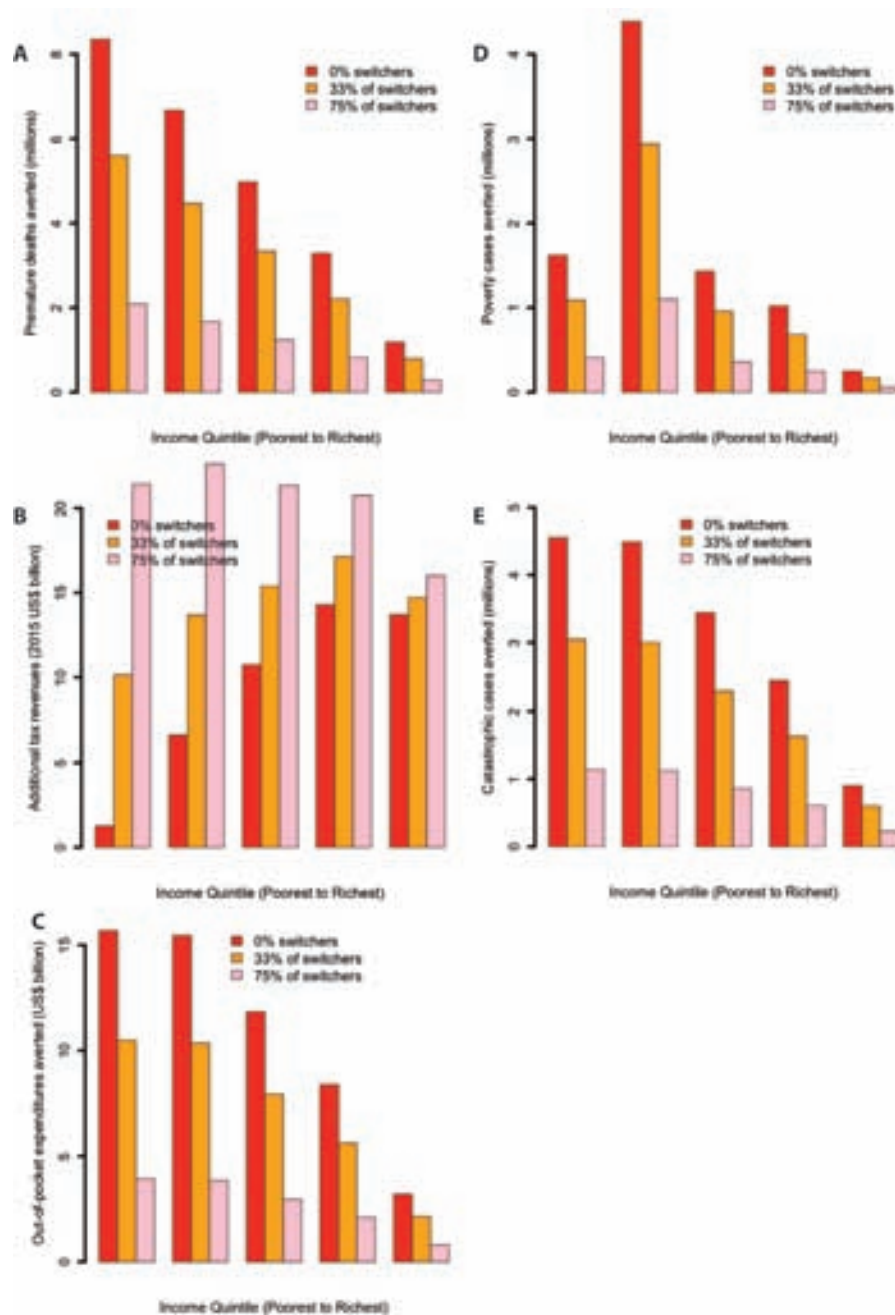 A
Premature deaths averted (millions)
8
6
4
2
0
0% switchers
33% of switchers
75% of switchers
Income Quintile (Poorest to Richest)
D
Poverty cases averted (millions)
4
3
2
1
0
0% switchers
33% of switchers
75% of switchers
Income Quintile (Poorest to Richest)
B
Additional tax revenues (2015 US$ billion)
20
15
10
5
0
0% switchers
33% of switchers
75% of switchers
Income Quintile (Poorest to Richest)
E
Catastrophic cases averted (millions)
5
4
3
2
1
0
0% switchers
33% of switchers
75% of switchers
Income Quintile (Poorest to Richest)
C
Out-of-pocket expenditures averted (US$ billion)
15
10
5
0
0% switchers
33% of switchers
75% of switchers
Income Quintile (Poorest to Richest)